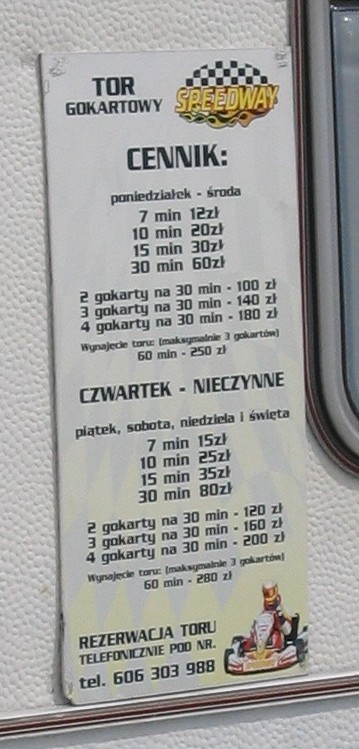 TOR
GOKARTOWY
SPEEDWAY
CENNIK:
poniedziałek - środa
7 min 12zł
10 min 20zł
15 min 30zł
30 min 60zł
2 gokarty na 30 min - 100 zł
3 gokarty na 30 min - 140 zł
4 gokarty na 30 min - 180 zł
Wynajęcie toru: (maksymalnie 3 gokartów)
60 min - 250 zł
CZWARTEK - NIECZYNNE
piątek, sobota, niedziela i święta
7 min 15zł
10 min 25zł
15 min 35zł
30 min 80zł
2 gokarty na 30 min - 120 zł
3 gokarty na 30 min - 160 zł
4 gokarty na 30 min - 200 zł
Wynajęcie toru: (maksymalnie 3 gokartów)
60 min - 280 zł
REZERWACJA TORU
TELEFONICZNIE POD NR.
tel. 606 303 988